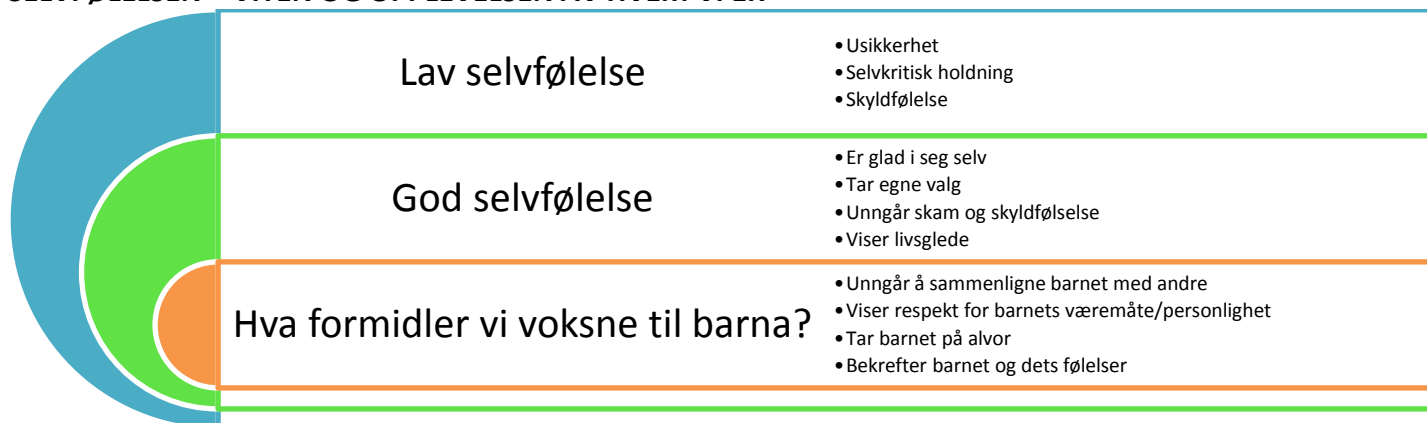 Lav selvfølelse
• Usikkerhet
• Selvkritisk holdning
• Skyldfølelse
God selvfølelse
• Er glad i seg selv
• Tar egne valg
• Unngår skam og skyldfølselse
• Viser livsglede
Hva formidler vi voksne til barna?
• Unngår å sammenligne barnet med andre
• Viser respekt for barnets væremåte/personlighet
• Tar barnet på alvor
• Bekrefter barnet og dets følelser